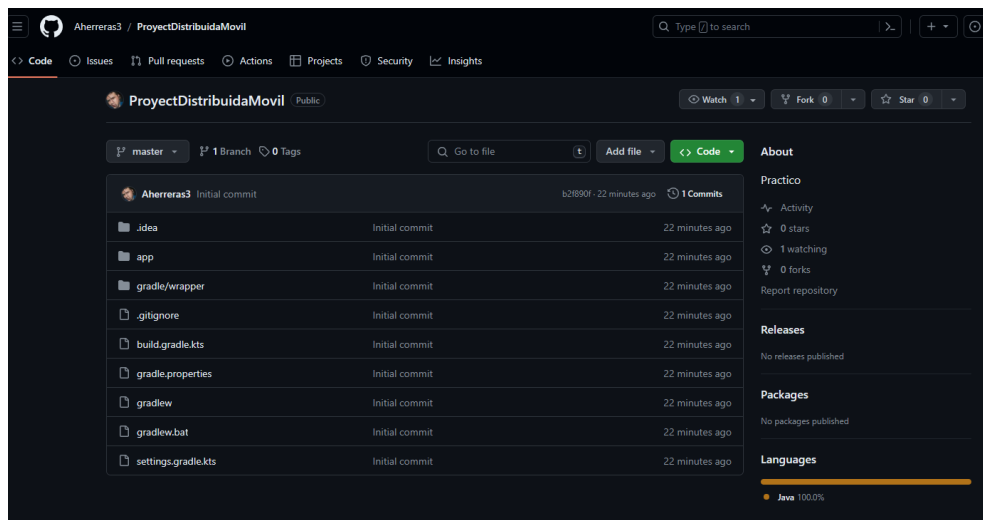 Aherreras3 / ProyectDistribuidaMovil
Type / to search
Code Issues Pull requests Actions Projects Security Insights
ProyectDistribuidaMovil Public
Watch 1 Fork 0 Star 0
master 1 Branch 0 Tags Go to file t Add file Code
Aherreras3 Initial commit b2f890f · 22 minutes ago 1 Commits
.idea Initial commit 22 minutes ago
app Initial commit 22 minutes ago
gradle/wrapper Initial commit 22 minutes ago
.gitignore Initial commit 22 minutes ago
build.gradle.kts Initial commit 22 minutes ago
gradle.properties Initial commit 22 minutes ago
gradlew Initial commit 22 minutes ago
gradlew.bat Initial commit 22 minutes ago
settings.gradle.kts Initial commit 22 minutes ago
About
Practico
Activity
0 stars
1 watching
0 forks
Report repository
Releases
No releases published
Packages
No packages published
Languages
Java 100.0%